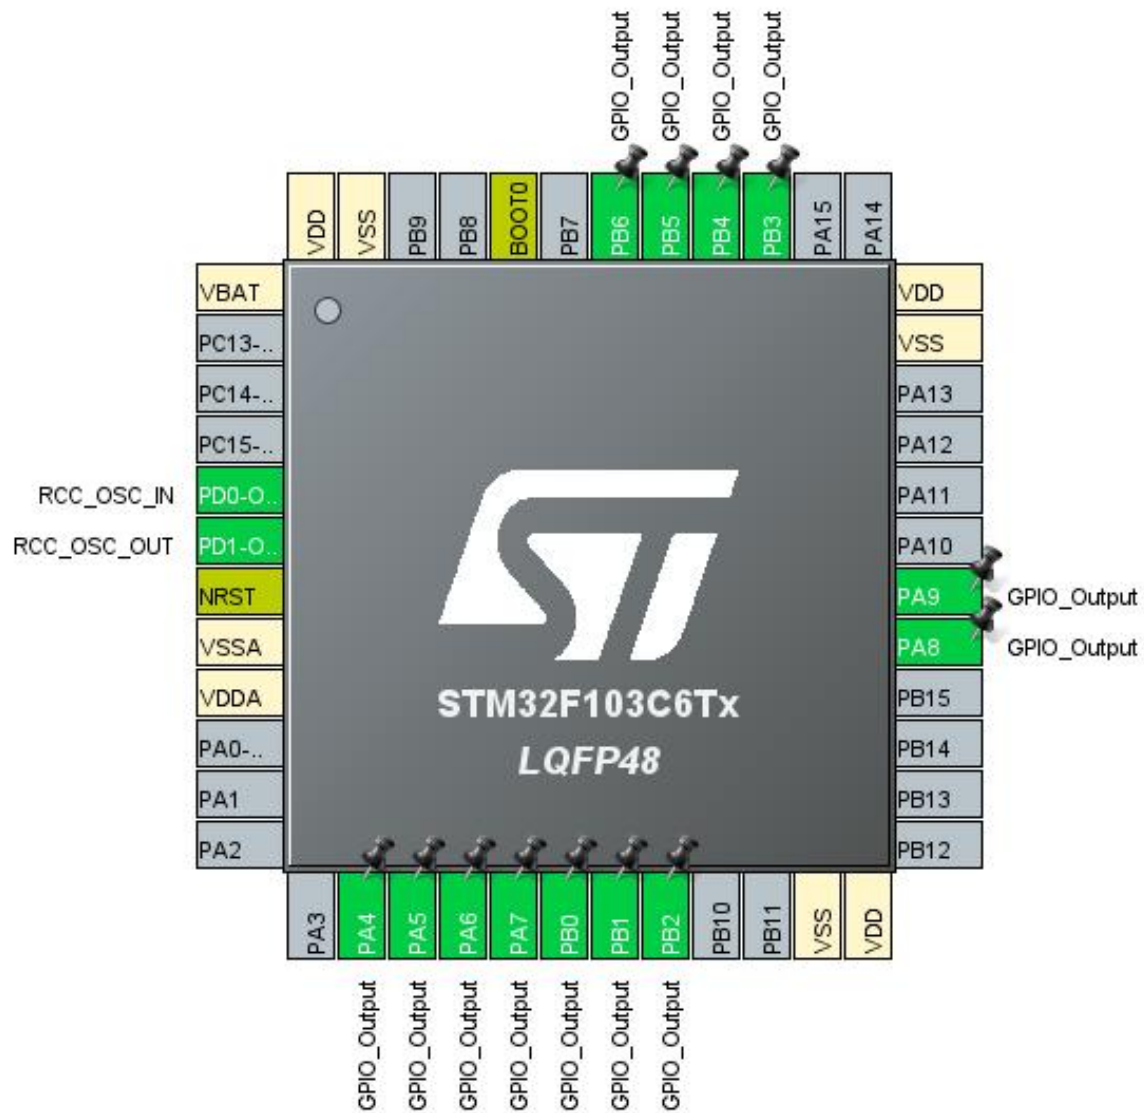 GPIO_Output
GPIO_Output
GPIO_Output
GPIO_Output
VDD
VSS
PB9
PB8
BOOT0
PB7
PB6
PB5
PB4
PB3
PA15
PA14
VBAT
PC13-..
PC14-..
PC15-..
RCC_OSC_IN
PD0-O..
RCC_OSC_OUT
PD1-O..
NRST
VSSA
VDDA
PA0-..
PA1
PA2
ST
STM32F103C6Tx
LQFP48
VDD
VSS
PA13
PA12
PA11
PA10
PA9
GPIO_Output
PA8
GPIO_Output
PB15
PB14
PB13
PB12
PA3
PA4
PA5
PA6
PA7
PB0
PB1
PB2
PB10
PB11
VSS
VDD
GPIO_Output
GPIO_Output
GPIO_Output
GPIO_Output
GPIO_Output
GPIO_Output
GPIO_Output